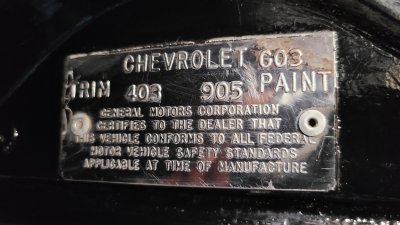 CHEVROLET G03
TRIM 403 905 PAINT
GENERAL MOTORS CORPORATION
CERTIFIES TO THE DEALER THAT
THIS VEHICLE CONFORMS TO ALL FEDERAL
MOTOR VEHICLE SAFETY STANDARDS
APPLICABLE AT TIME OF MANUFACTURE